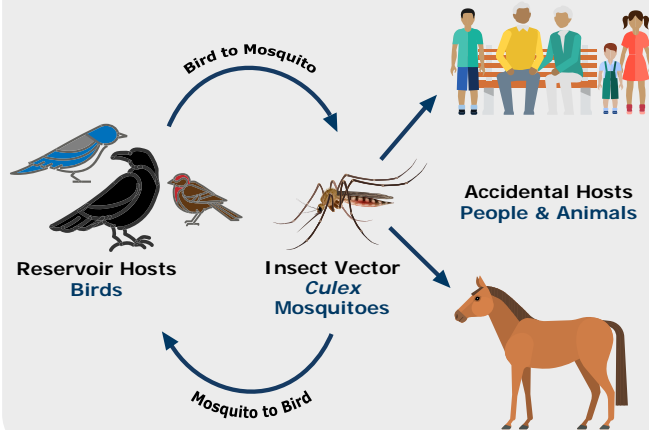 Bird to Mosquito
Reservoir Hosts
Birds
Insect Vector
Culex
Mosquitoes
Accidental Hosts
People & Animals
Mosquito to Bird